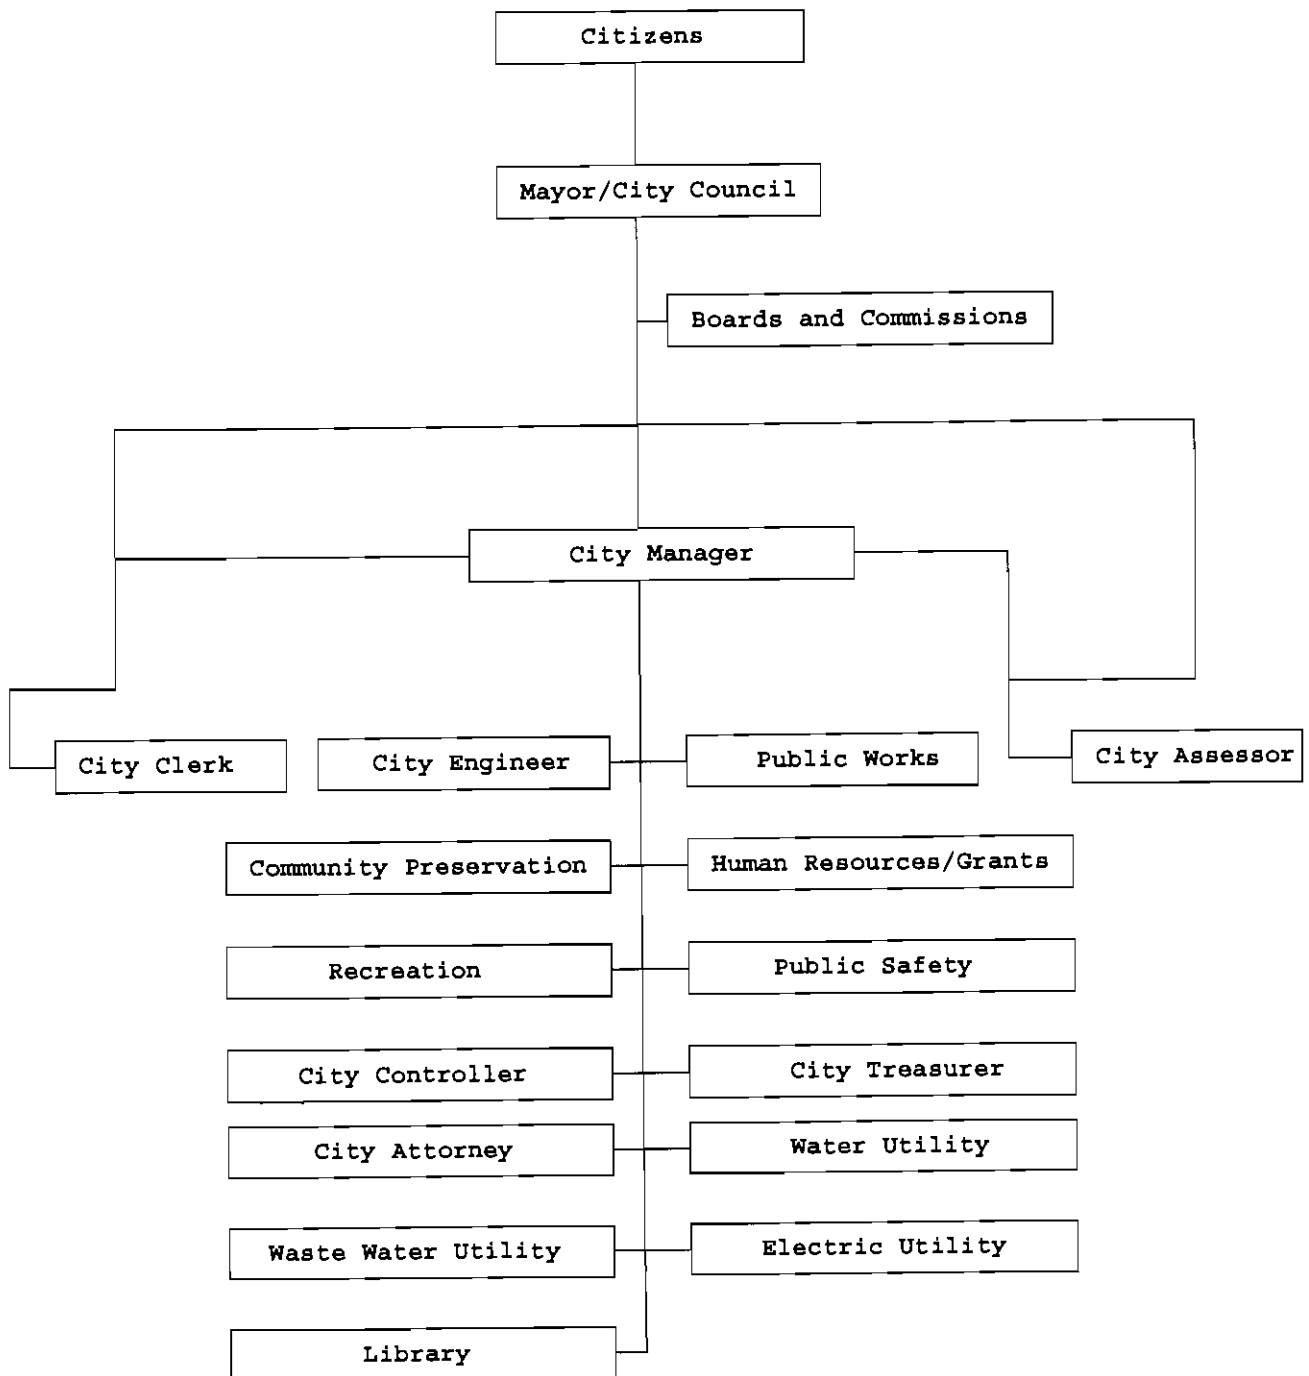 Citizens
Mayor/City Council
Boards and Commissions
City Manager
City Clerk
City Engineer
Public Works
City Assessor
Community Preservation
Human Resources/Grants
Recreation
Public Safety
City Controller
City Treasurer
City Attorney
Water Utility
Waste Water Utility
Electric Utility
Library